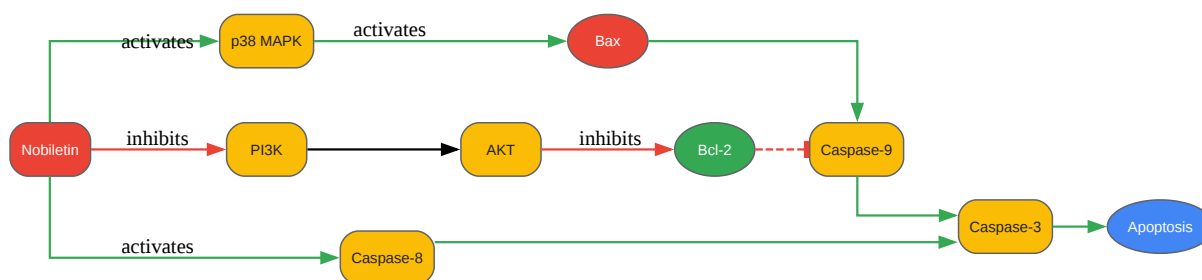 activates
p38 MAPK
activates
Bax
Nobiletin
inhibits
PI3K
AKT
inhibits
Bcl-2
Caspase-9
activates
Caspase-8
Caspase-3
Apoptosis